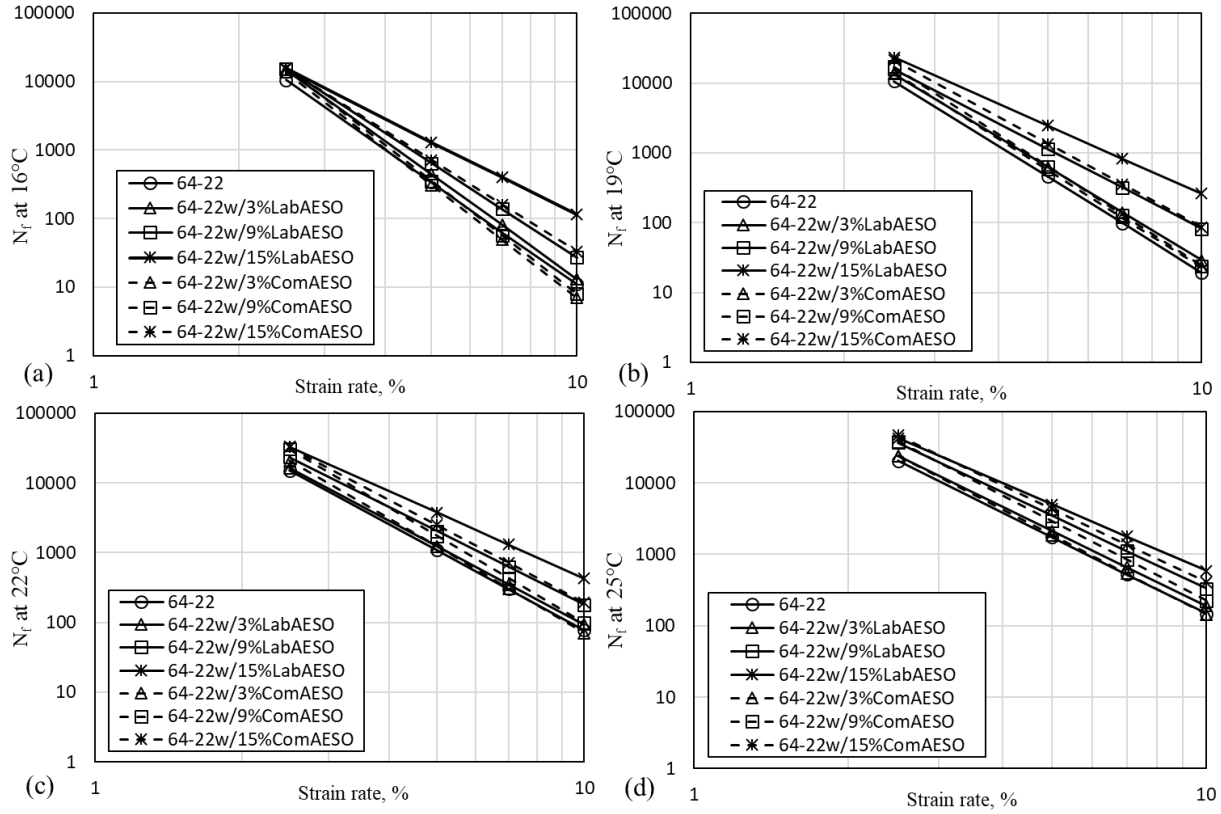 100000
10000
1000
100
10
1
N_f at 16°C
64-22
64-22w/3%LabAESO
64-22w/9%LabAESO
64-22w/15%LabAESO
64-22w/3%ComAESO
64-22w/9%ComAESO
64-22w/15%ComAESO
(a)
1
Strain rate, %
10
100000
10000
1000
100
10
1
N_f at 19°C
64-22
64-22w/3%LabAESO
64-22w/9%LabAESO
64-22w/15%LabAESO
64-22w/3%ComAESO
64-22w/9%ComAESO
64-22w/15%ComAESO
(b)
1
Strain rate, %
10
100000
10000
1000
100
10
1
N_f at 22°C
64-22
64-22w/3%LabAESO
64-22w/9%LabAESO
64-22w/15%LabAESO
64-22w/3%ComAESO
64-22w/9%ComAESO
64-22w/15%ComAESO
(c)
1
Strain rate, %
10
100000
10000
1000
100
10
1
N_f at 25°C
64-22
64-22w/3%LabAESO
64-22w/9%LabAESO
64-22w/15%LabAESO
64-22w/3%ComAESO
64-22w/9%ComAESO
64-22w/15%ComAESO
(d)
1
Strain rate, %
10